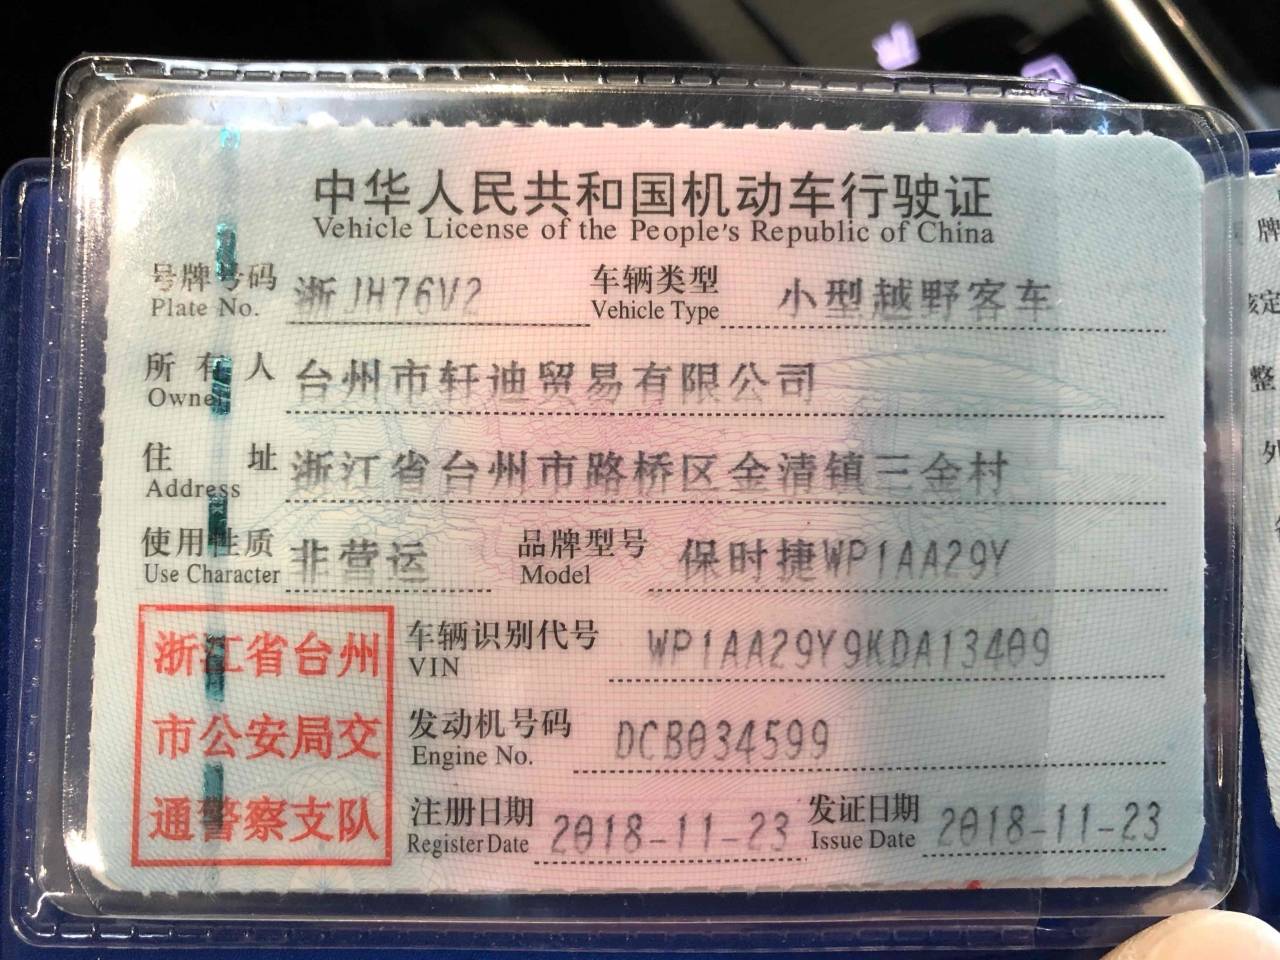 中华人民共和国机动车行驶证
Vehicle License of the People's Republic of China
号牌号码 浙JH76V2 车辆类型 小型越野客车
Plate No. Vehicle Type
所有人 台州市轩迪贸易有限公司
Owner
住址 浙江省台州市路桥区金清镇三金村
Address
使用性质 非营运 品牌型号 保时捷WP1AA29Y
Use Character Model
浙江省台州
市公安局交
通警察支队
车辆识别代号 WP1AA29Y9KDA13409
VIN
发动机号码 DCB034599
Engine No.
注册日期 2018-11-23 发证日期 2018-11-23
Register Date Issue Date
牌
核定
整
外